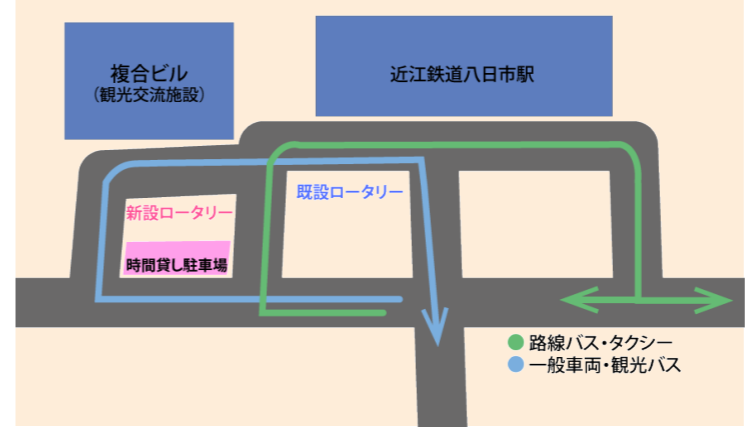 複合ビル
(観光交流施設)
近江鉄道八日市駅
新設ロータリー
既設ロータリー
時間貸し駐車場
路線バス・タクシー
一般車両・観光バス